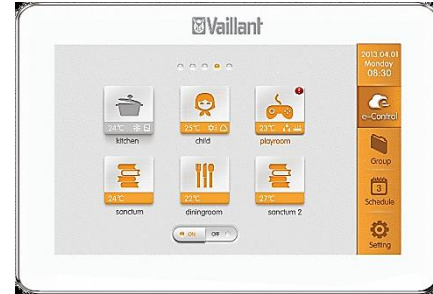 Vaillant
2013.04.01
Monday
08:30
e-Control
Group
3
Schedule
Setting
24℃
25℃
23℃
kitchen
child
playroom
24℃
22℃
27℃
sanctum
diningroom
sanctum 2
ON OFF